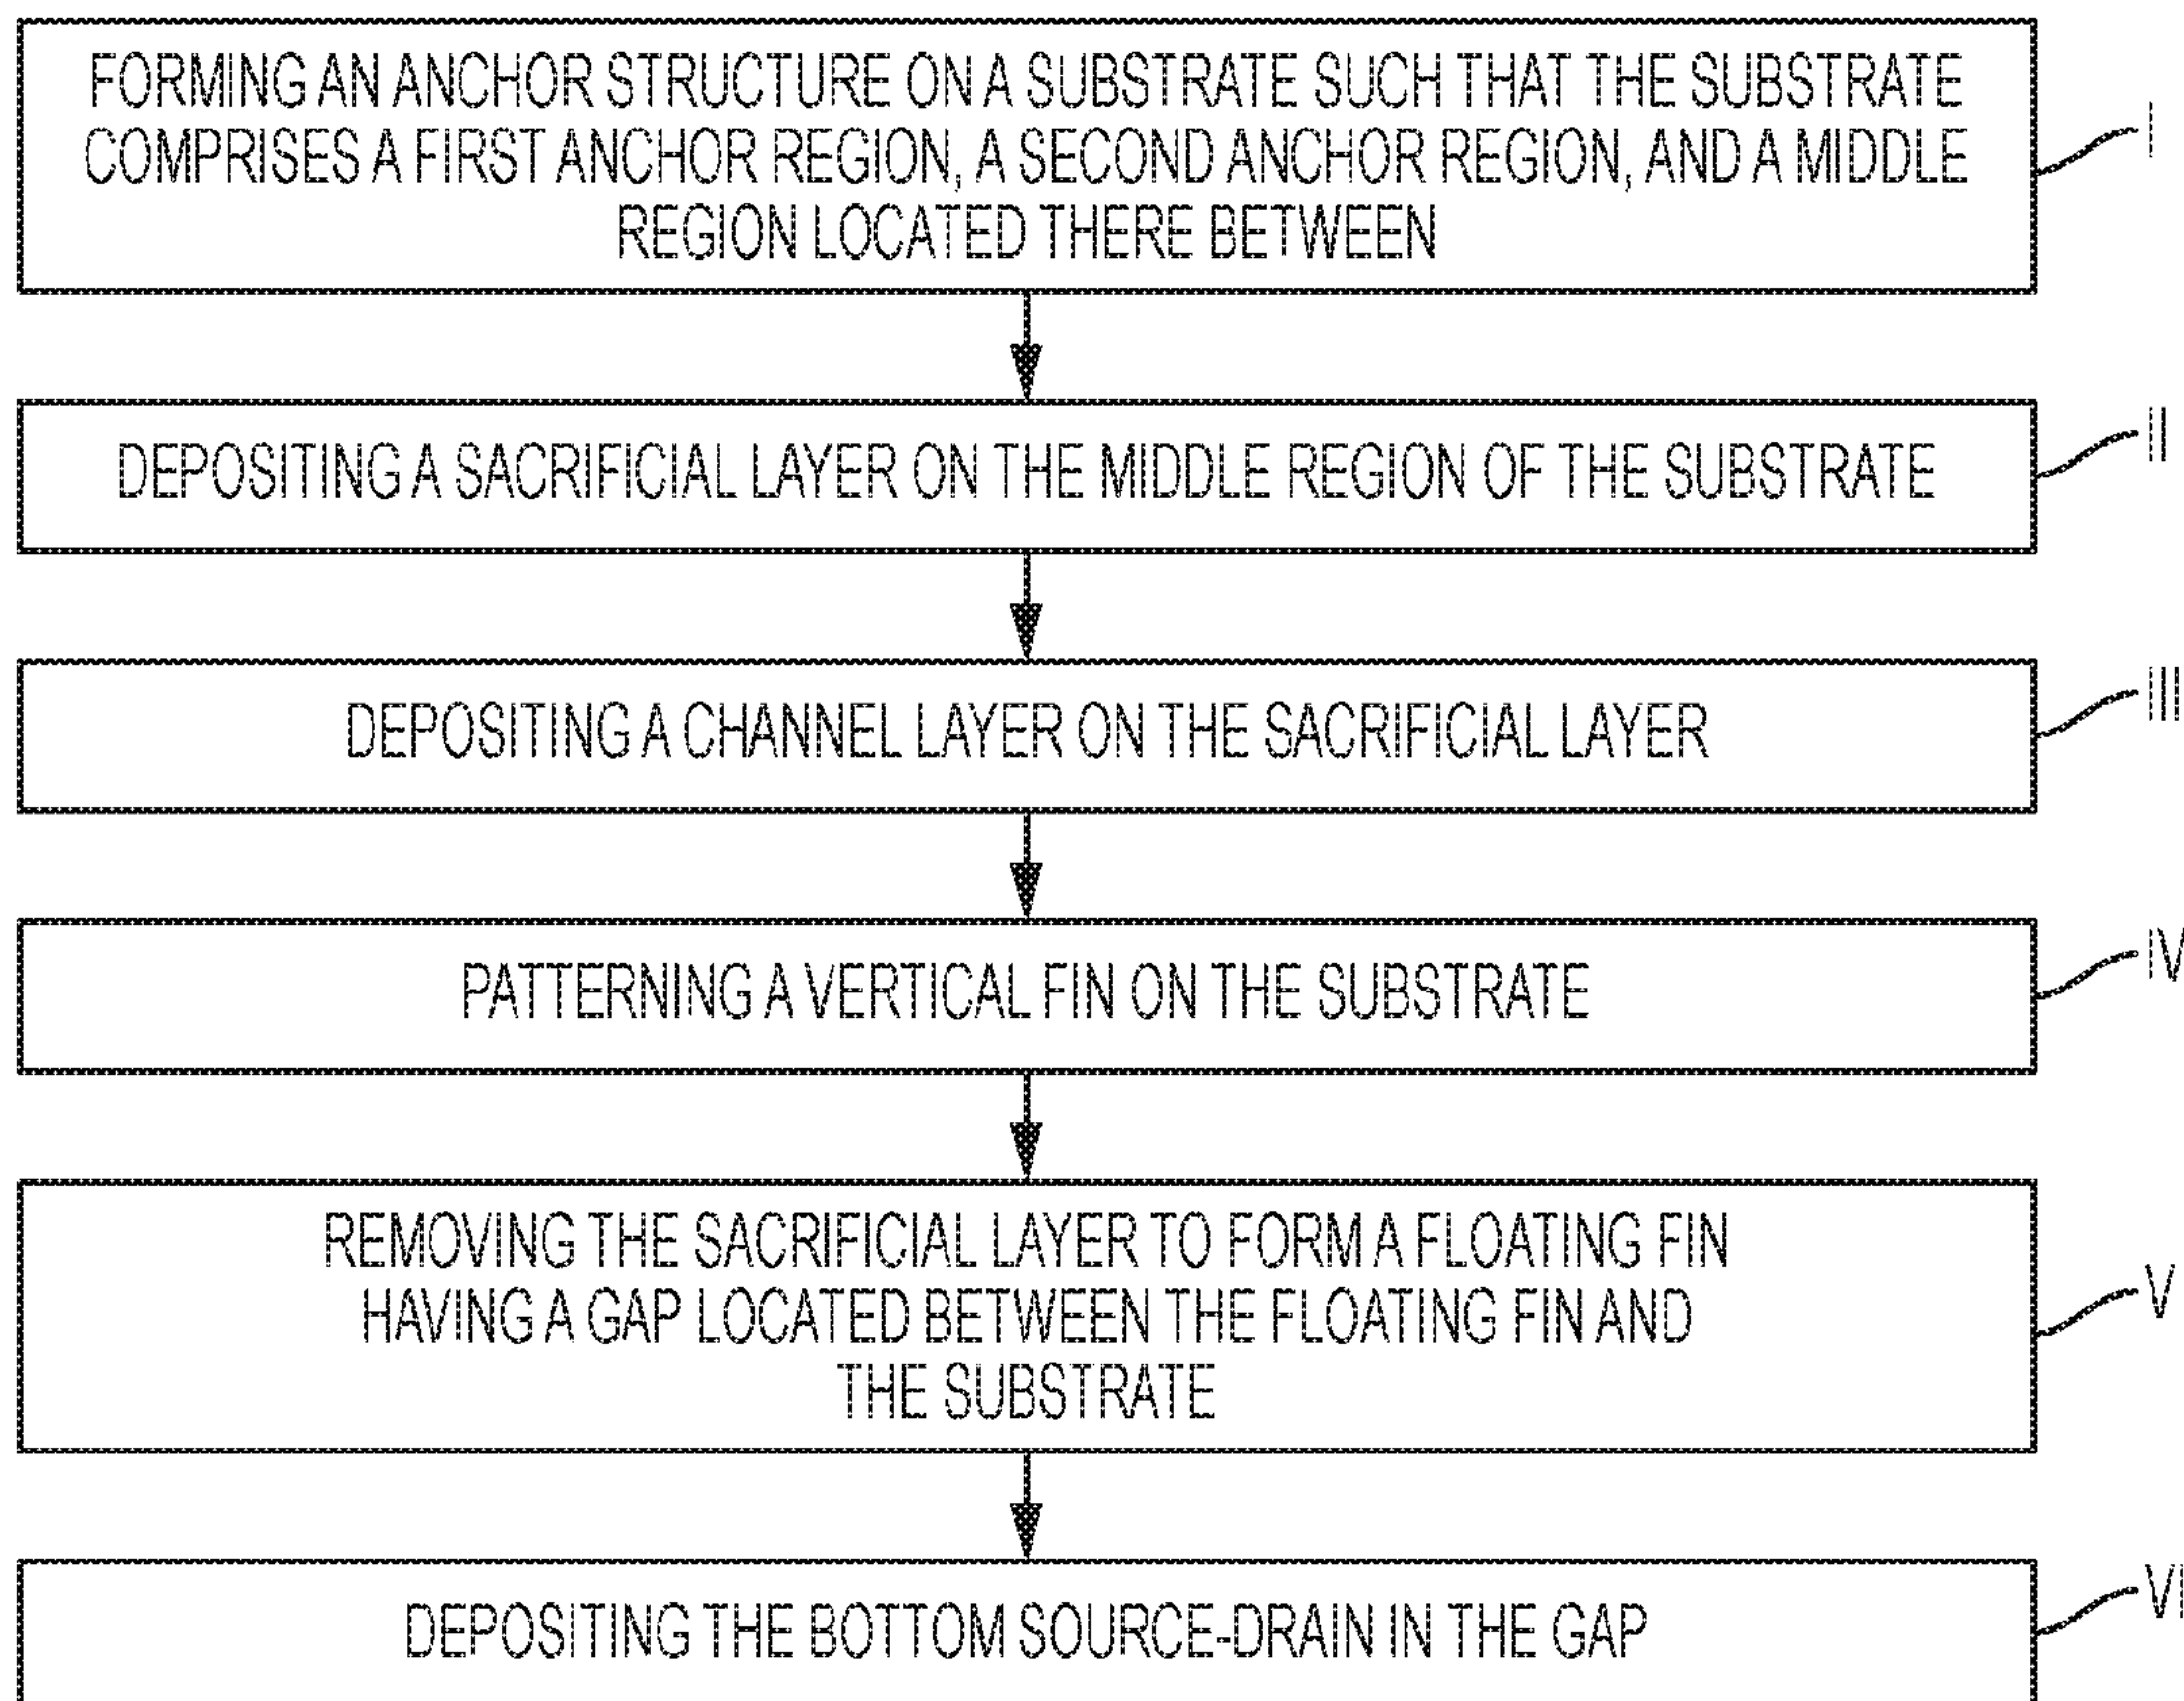 FORMING AN ANCHOR STRUCTURE ON A SUBSTRATE SUCH THAT THE SUBSTRATE
COMPRISES A FIRST ANCHOR REGION, A SECOND ANCHOR REGION, AND A MIDDLE
REGION LOCATED THERE BETWEEN
I
DEPOSITING A SACRIFICIAL LAYER ON THE MIDDLE REGION OF THE SUBSTRATE
II
DEPOSITING A CHANNEL LAYER ON THE SACRIFICIAL LAYER
III
PATTERNING A VERTICAL FIN ON THE SUBSTRATE
IV
REMOVING THE SACRIFICIAL LAYER TO FORM A FLOATING FIN
HAVING A GAP LOCATED BETWEEN THE FLOATING FIN AND
THE SUBSTRATE
V
DEPOSITING THE BOTTOM SOURCE-DRAIN IN THE GAP
VI